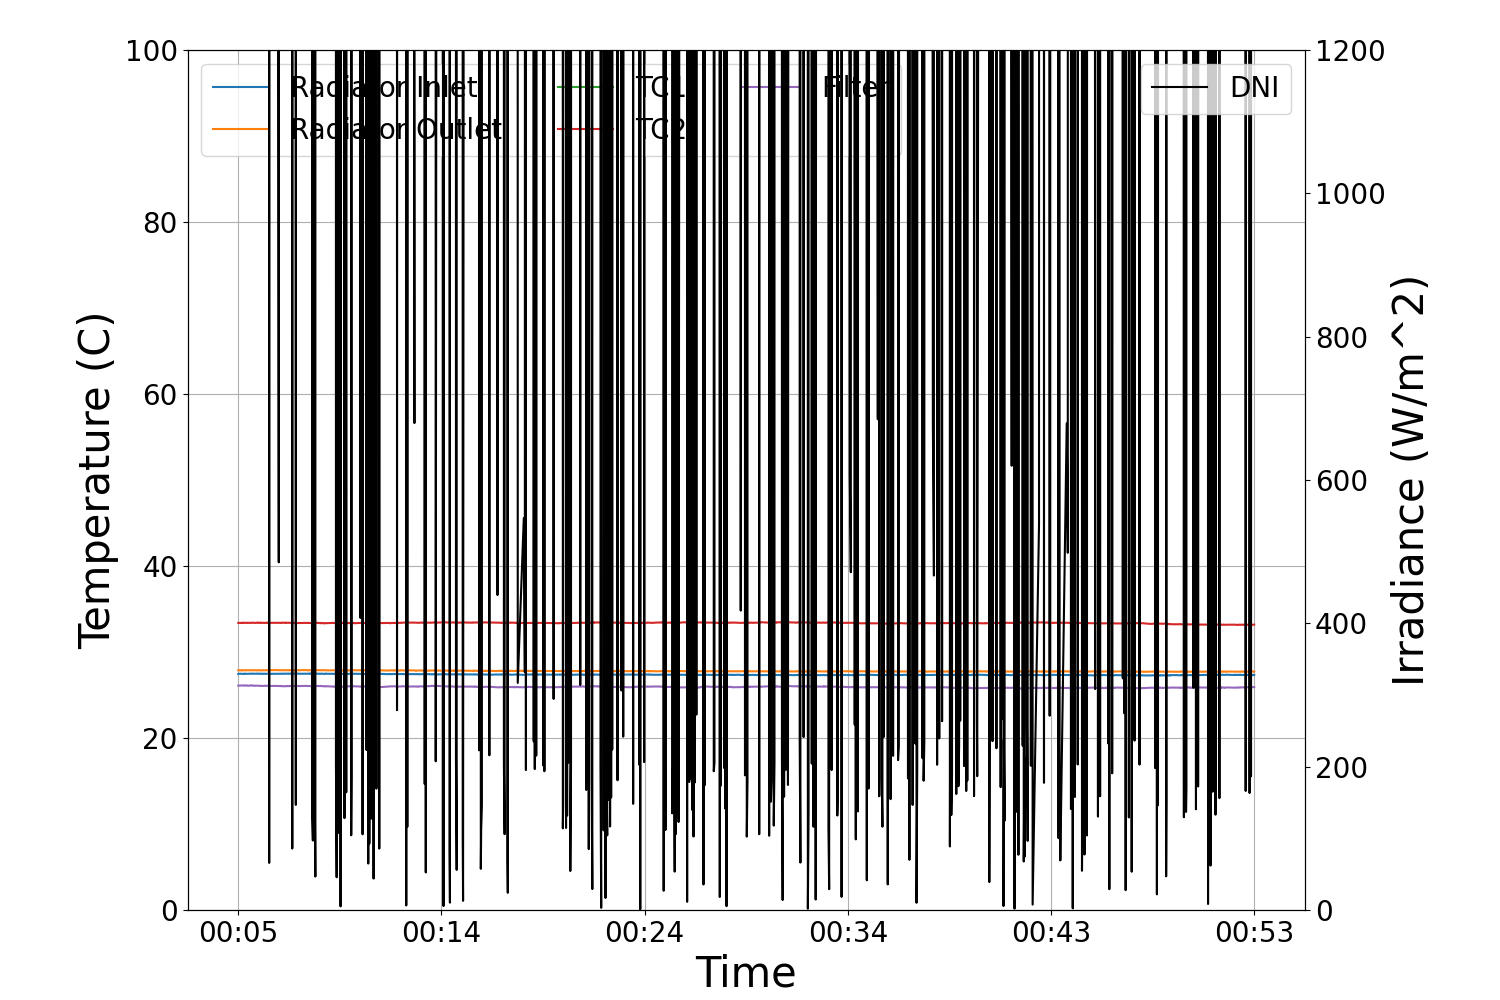 100
80
60
40
20
0
Temperature (C)
Radiator Inlet
Radiator Outlet
TC1
TC2
Filter
DNI
1200
1000
800
600
400
200
0
Irradiance (W/m^2)
00:05 00:14 00:24 00:34 00:43 00:53
Time